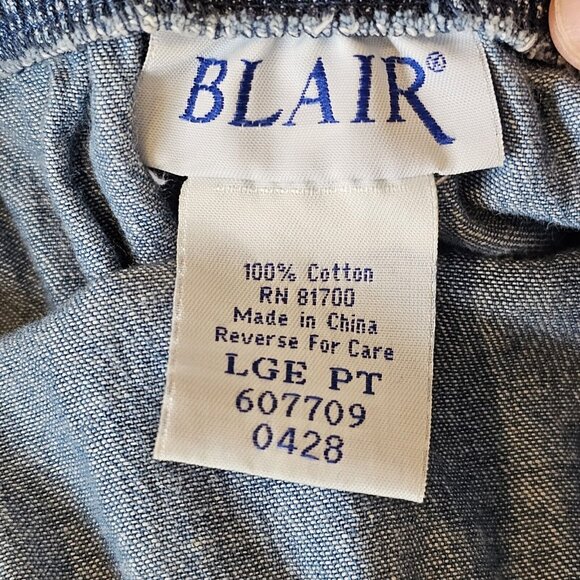 BLAIR®
100% Cotton
RN 81700
Made in China
Reverse For Care
LGE PT
607709
0428